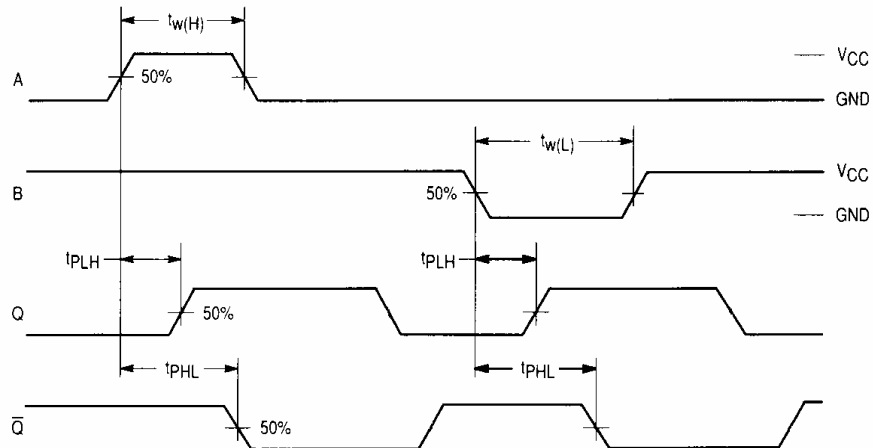 tw(H)
A
50%
VCC
GND
tw(L)
B
50%
VCC
GND
tPLH
tPLH
Q
50%
tPHL
tPHL
Q̅
50%